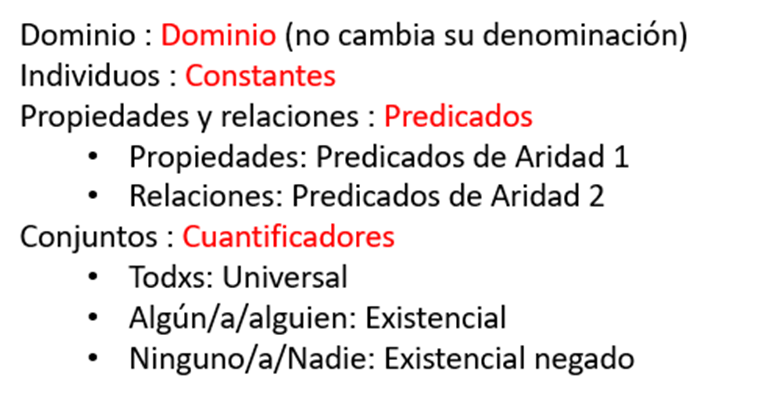 Dominio : Dominio (no cambia su denominación)
Individuos : Constantes
Propiedades y relaciones : Predicados
• Propiedades: Predicados de Aridad 1
• Relaciones: Predicados de Aridad 2
Conjuntos : Cuantificadores
• Todxs: Universal
• Algún/a/alguien: Existencial
• Ninguno/a/Nadie: Existencial negado